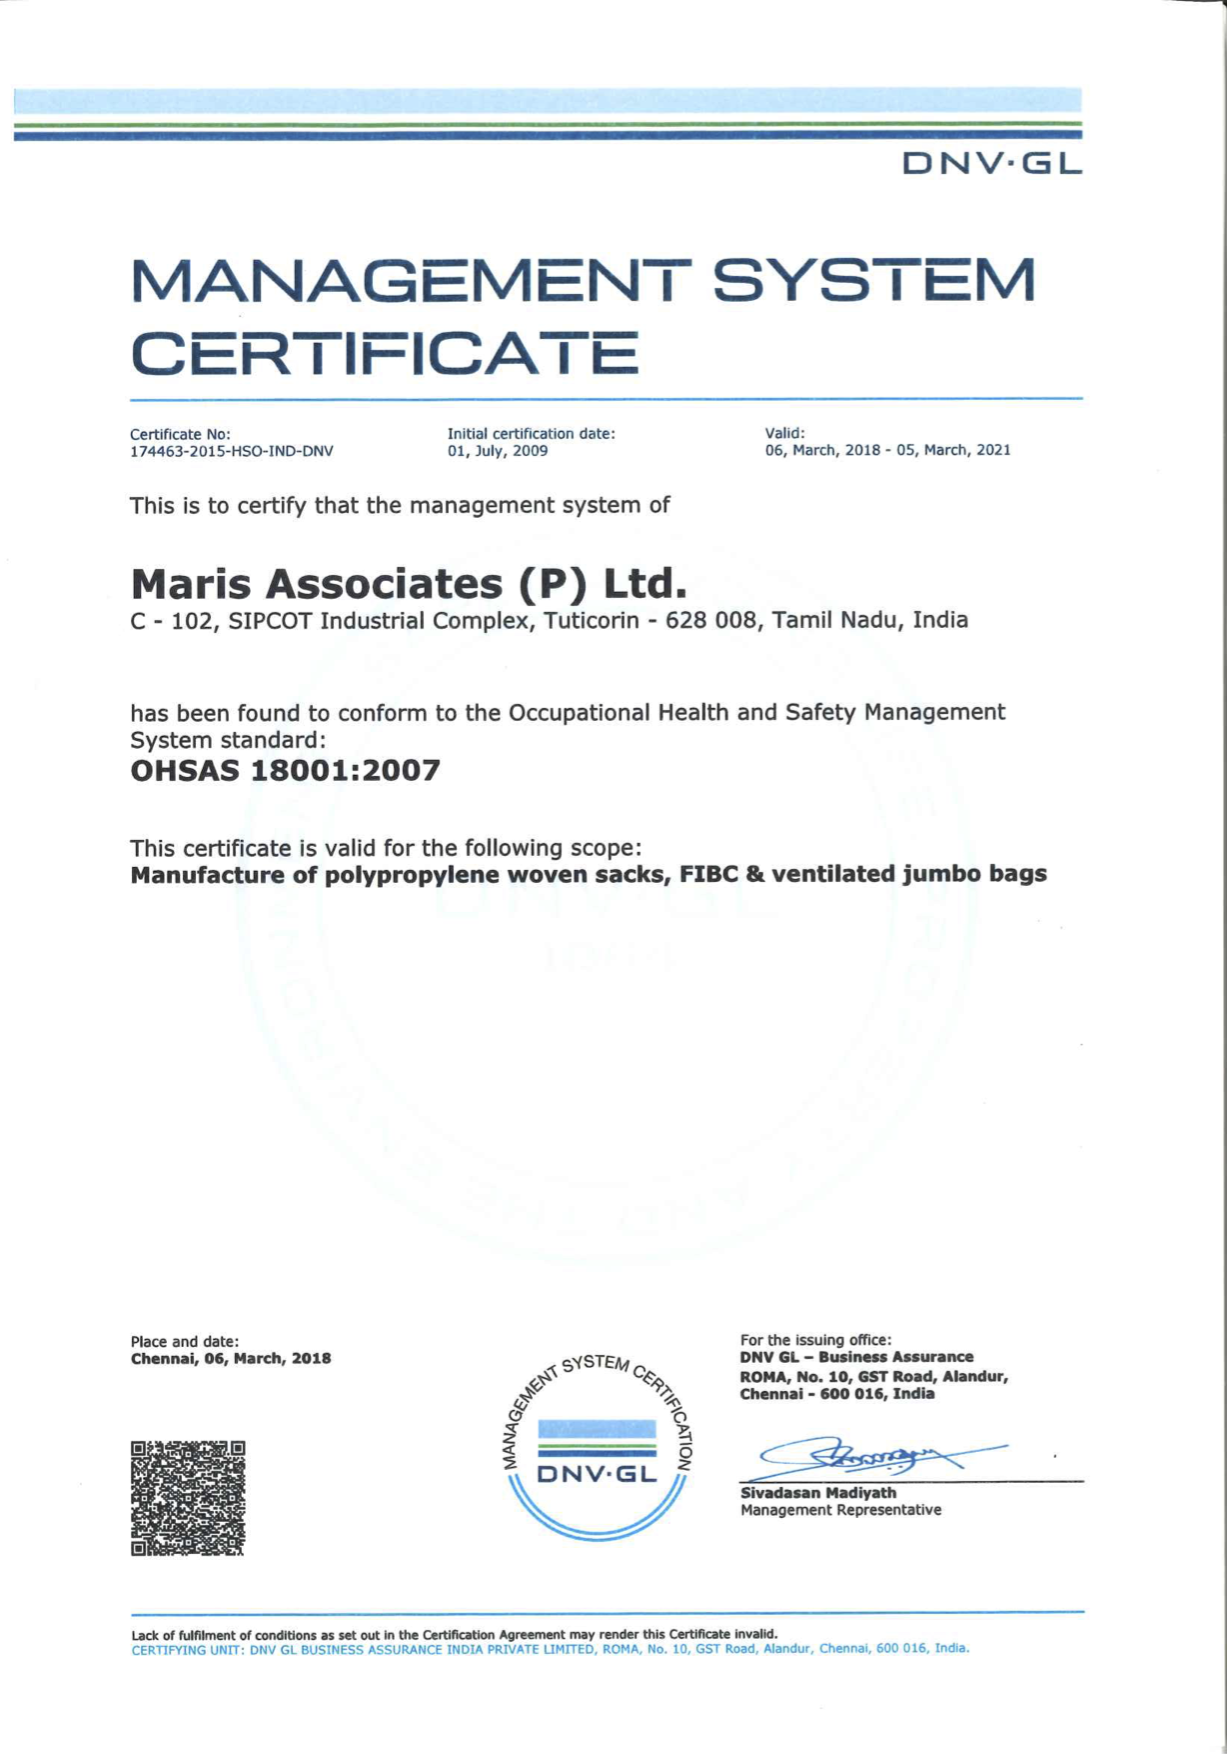 DNV·GL
MANAGEMENT SYSTEM
CERTIFICATE
Certificate No:
174463-2015-HSO-IND-DNV
Initial certification date:
01, July, 2009
Valid:
06, March, 2018 - 05, March, 2021
This is to certify that the management system of
Maris Associates (P) Ltd.
C - 102, SIPCOT Industrial Complex, Tuticorin - 628 008, Tamil Nadu, India
has been found to conform to the Occupational Health and Safety Management
System standard:
OHSAS 18001:2007
This certificate is valid for the following scope:
Manufacture of polypropylene woven sacks, FIBC & ventilated jumbo bags
Place and date:
Chennai, 06, March, 2018
MANAGEMENT SYSTEM CERTIFICATION
DNV·GL
For the issuing office:
DNV GL – Business Assurance
ROMA, No. 10, GST Road, Alandur,
Chennai - 600 016, India
Sivadasan Madiyath
Management Representative
Lack of fulfilment of conditions as set out in the Certification Agreement may render this Certificate invalid.
CERTIFYING UNIT: DNV GL BUSINESS ASSURANCE INDIA PRIVATE LIMITED, ROMA, No. 10, GST Road, Alandur, Chennai, 600 016, India.